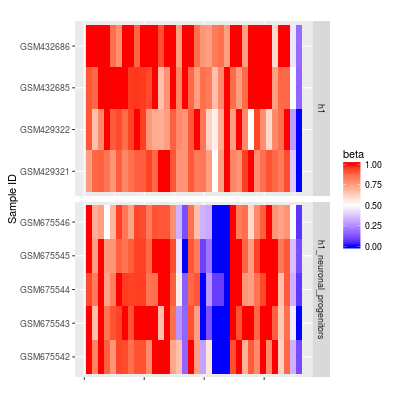 GSM432686
GSM432685
GSM429322
GSM429321
h1
GSM675546
GSM675545
GSM675544
GSM675543
GSM675542
h1_neuronal_progenitors
Sample ID
beta
1.00
0.75
0.50
0.25
0.00